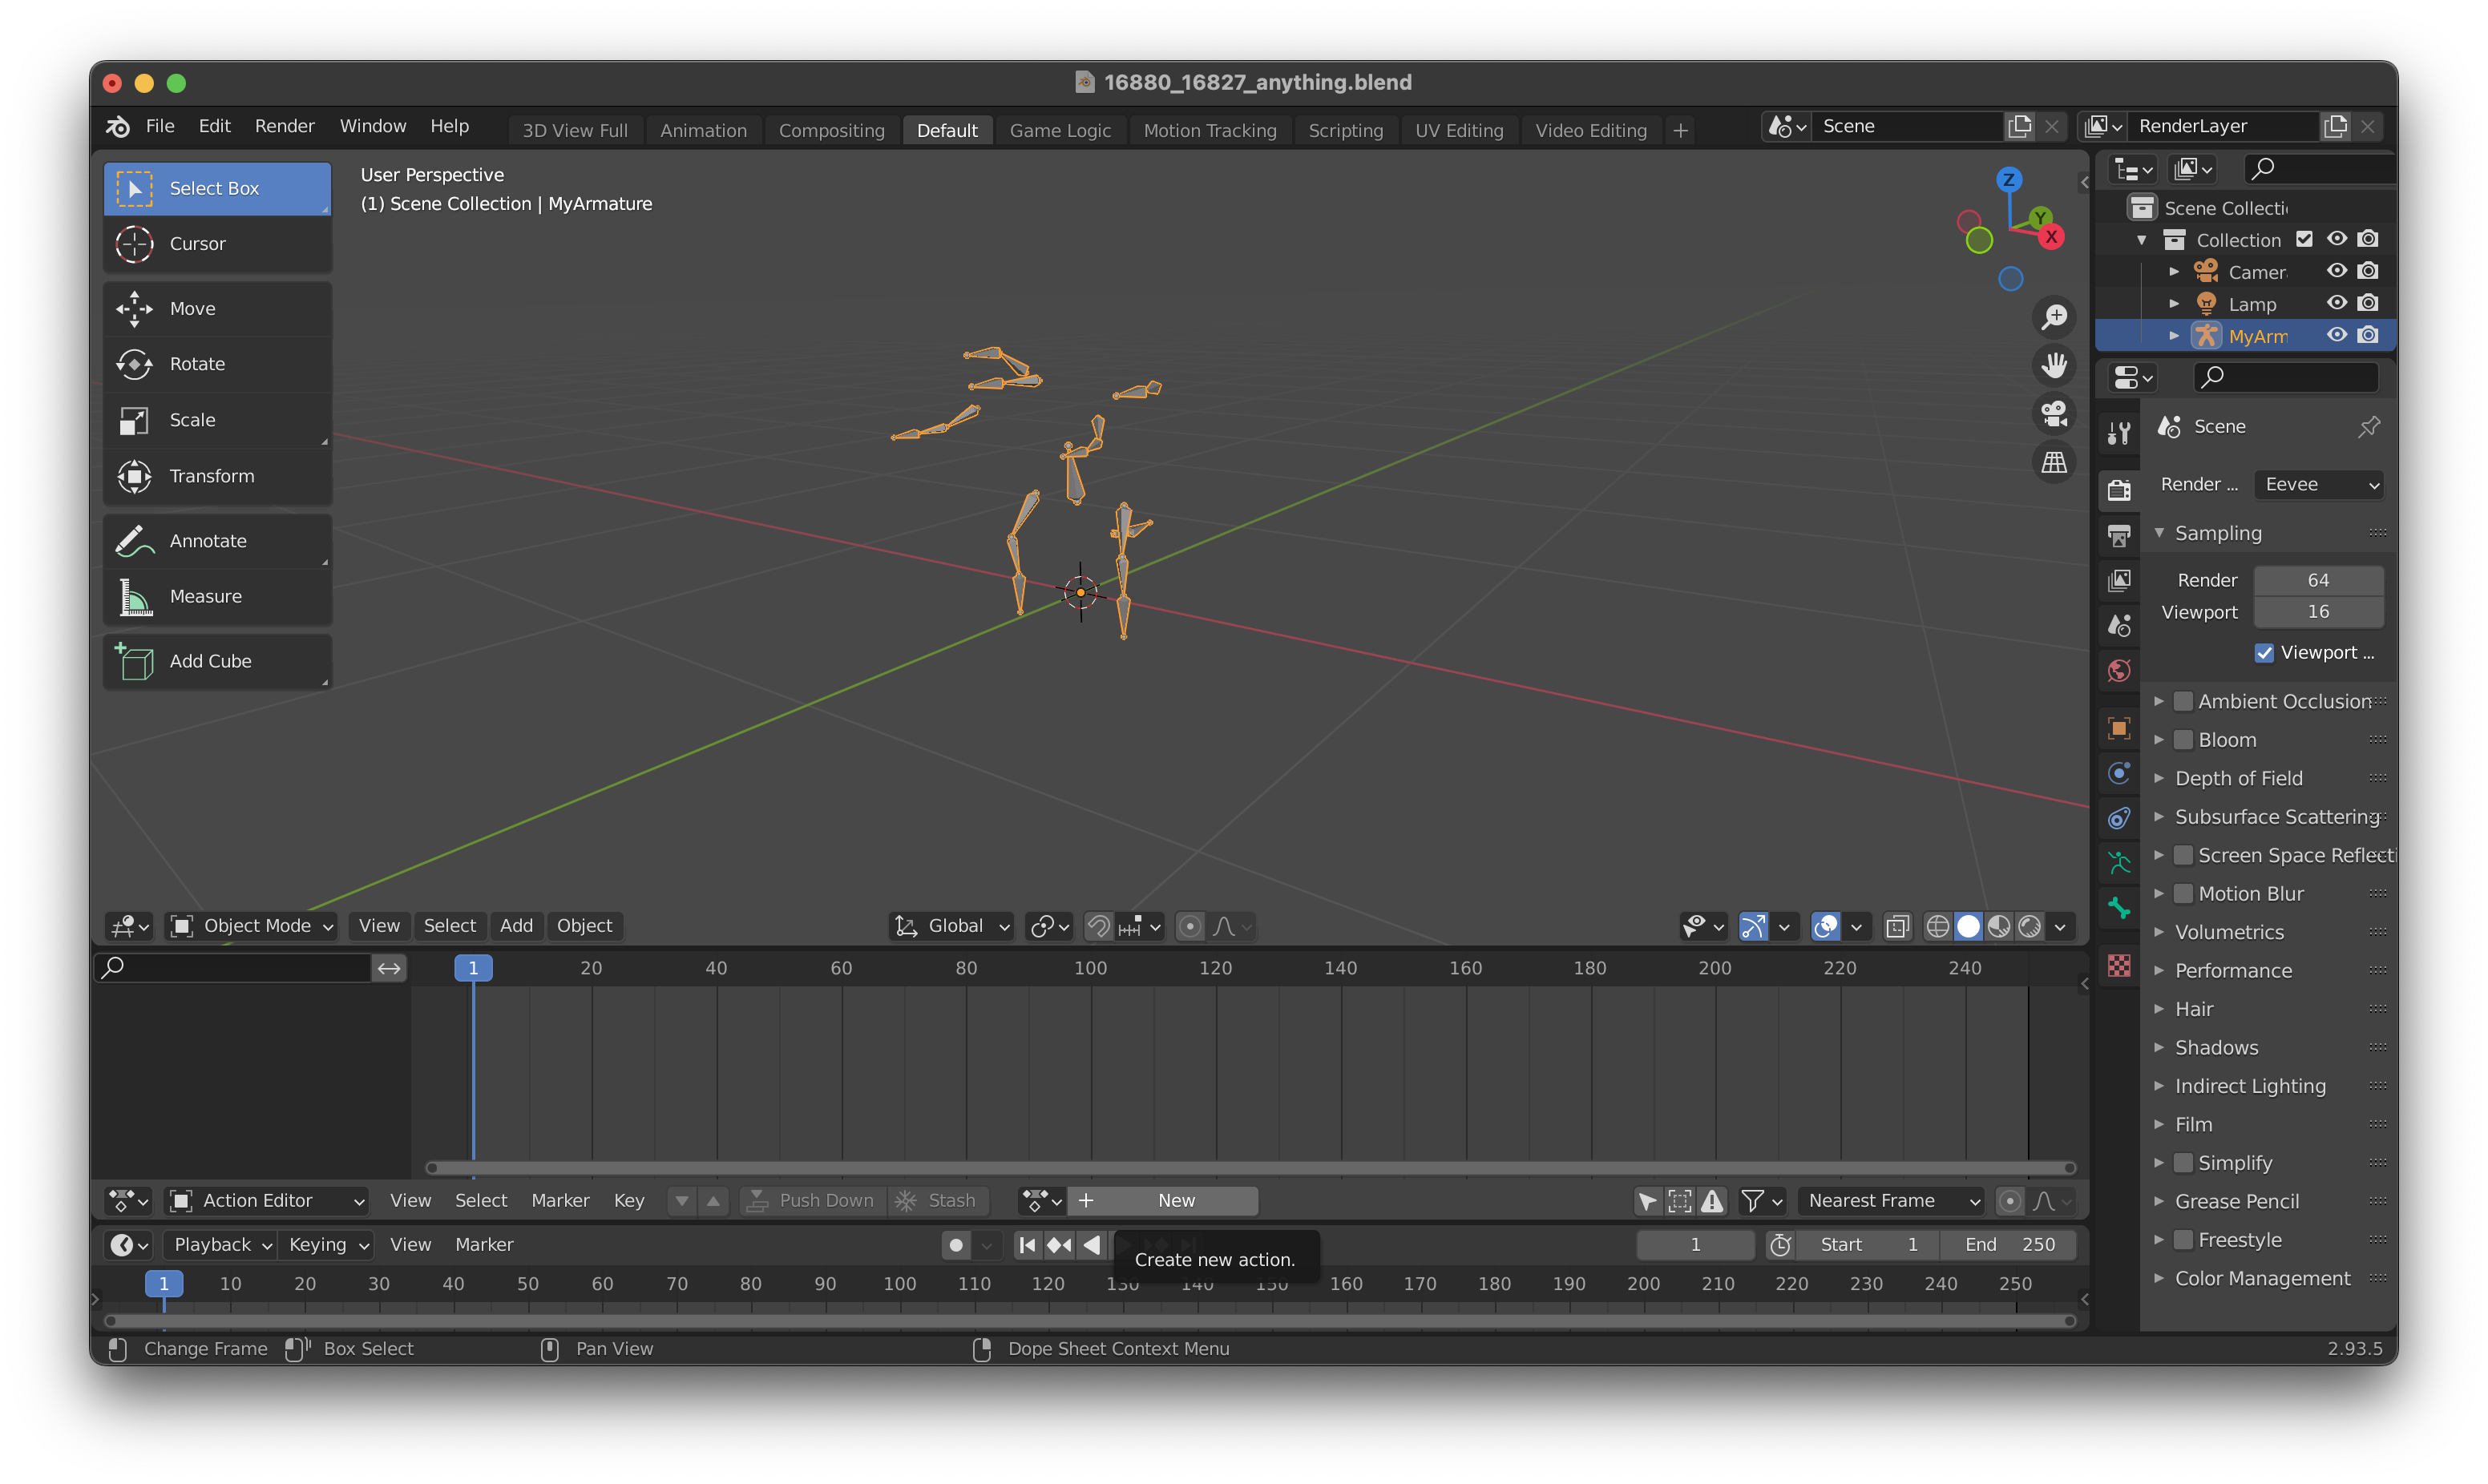 16880_16827_anything.blend
File Edit Render Window Help 3D View Full Animation Compositing Default Game Logic Motion Tracking Scripting UV Editing Video Editing Scene RenderLayer
Select Box
Cursor
Move
Rotate
Scale
Transform
Annotate
Measure
Add Cube
User Perspective
(1) Scene Collection | MyArmature
Z
Y
X
Scene Collecti
Collection
Camer
Lamp
MyArm
Scene
Render ... Eevee
Sampling
Render 64
Viewport 16
Viewport ...
Ambient Occlusion
Bloom
Depth of Field
Subsurface Scattering
Screen Space Reflecti
Motion Blur
Volumetrics
Performance
Hair
Shadows
Indirect Lighting
Film
Simplify
Grease Pencil
Freestyle
Color Management
Object Mode View Select Add Object Global
1 20 40 60 80 100 120 140 160 180 200 220 240
Action Editor View Select Marker Key Push Down Stash New Nearest Frame
Playback Keying View Marker 1 Start 1 End 250
Create new action.
1 10 20 30 40 50 60 70 80 90 100 110 120 130 140 150 160 170 180 190 200 210 220 230 240 250
Change Frame Box Select Pan View Dope Sheet Context Menu 2.93.5